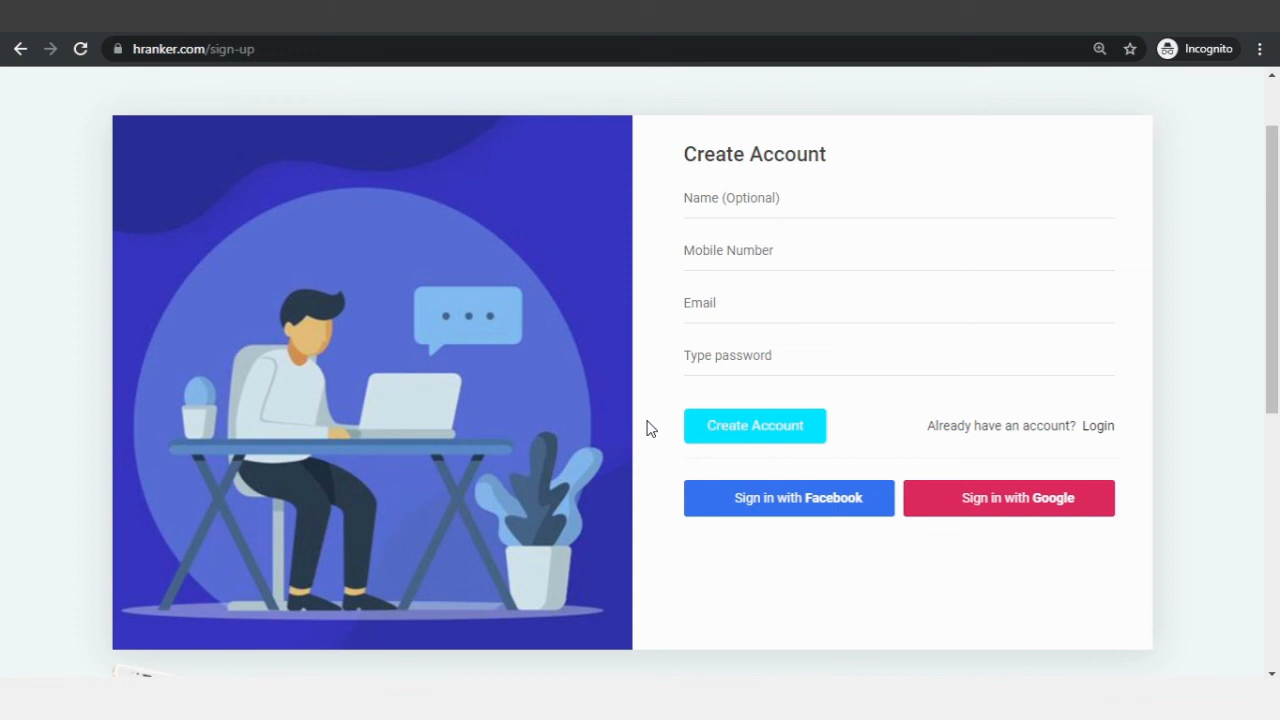 hranker.com/sign-up
Incognito
Create Account
Name (Optional)
Mobile Number
Email
Type password
Create Account
Already have an account? Login
Sign in with Facebook
Sign in with Google